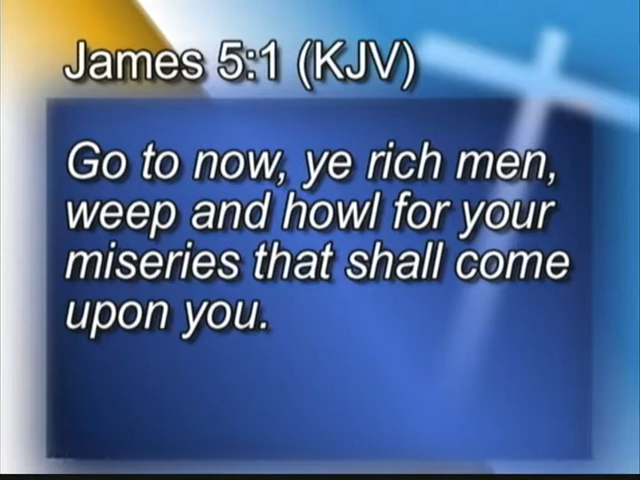 James 5:1 (KJV)
Go to now, ye rich men,
weep and howl for your
miseries that shall come
upon you.